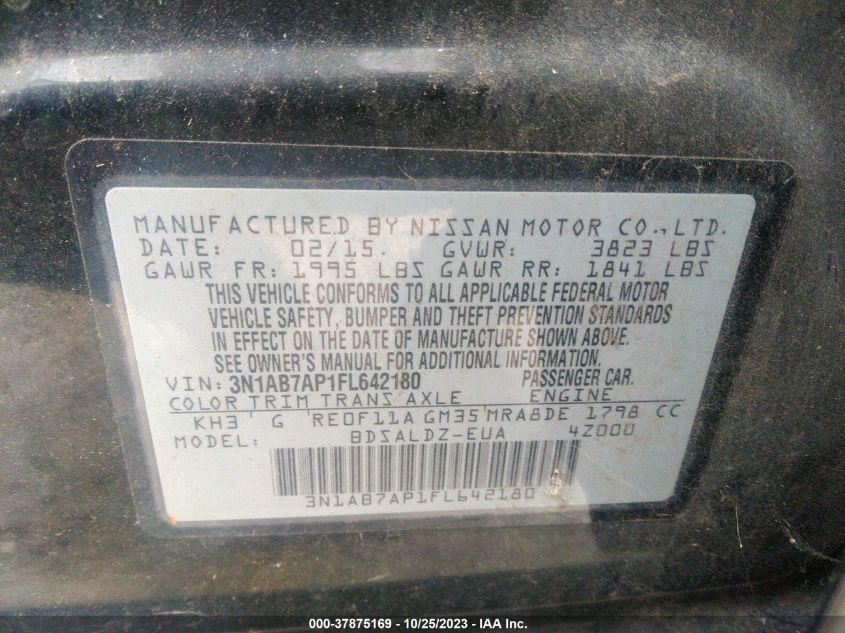 MANUFACTURED BY NISSAN MOTOR CO.,LTD.
DATE: 02/15. GVWR: 3823 LBS
GAWR FR: 1995 LBS GAWR RR: 1841 LBS
THIS VEHICLE CONFORMS TO ALL APPLICABLE FEDERAL MOTOR
VEHICLE SAFETY, BUMPER AND THEFT PREVENTION STANDARDS
IN EFFECT ON THE DATE OF MANUFACTURE SHOWN ABOVE.
SEE OWNER'S MANUAL FOR ADDITIONAL INFORMATION.
VIN: 3N1AB7AP1FL642180 PASSENGER CAR.
COLOR TRIM TRANS AXLE ENGINE
KH3 G RE0F11A GM35 MRA8DE 1798 CC
MODEL: BDSALDZ-EUA 4Z000
3N1AB7AP1FL642180
000-37875169 - 10/25/2023 - IAA Inc.